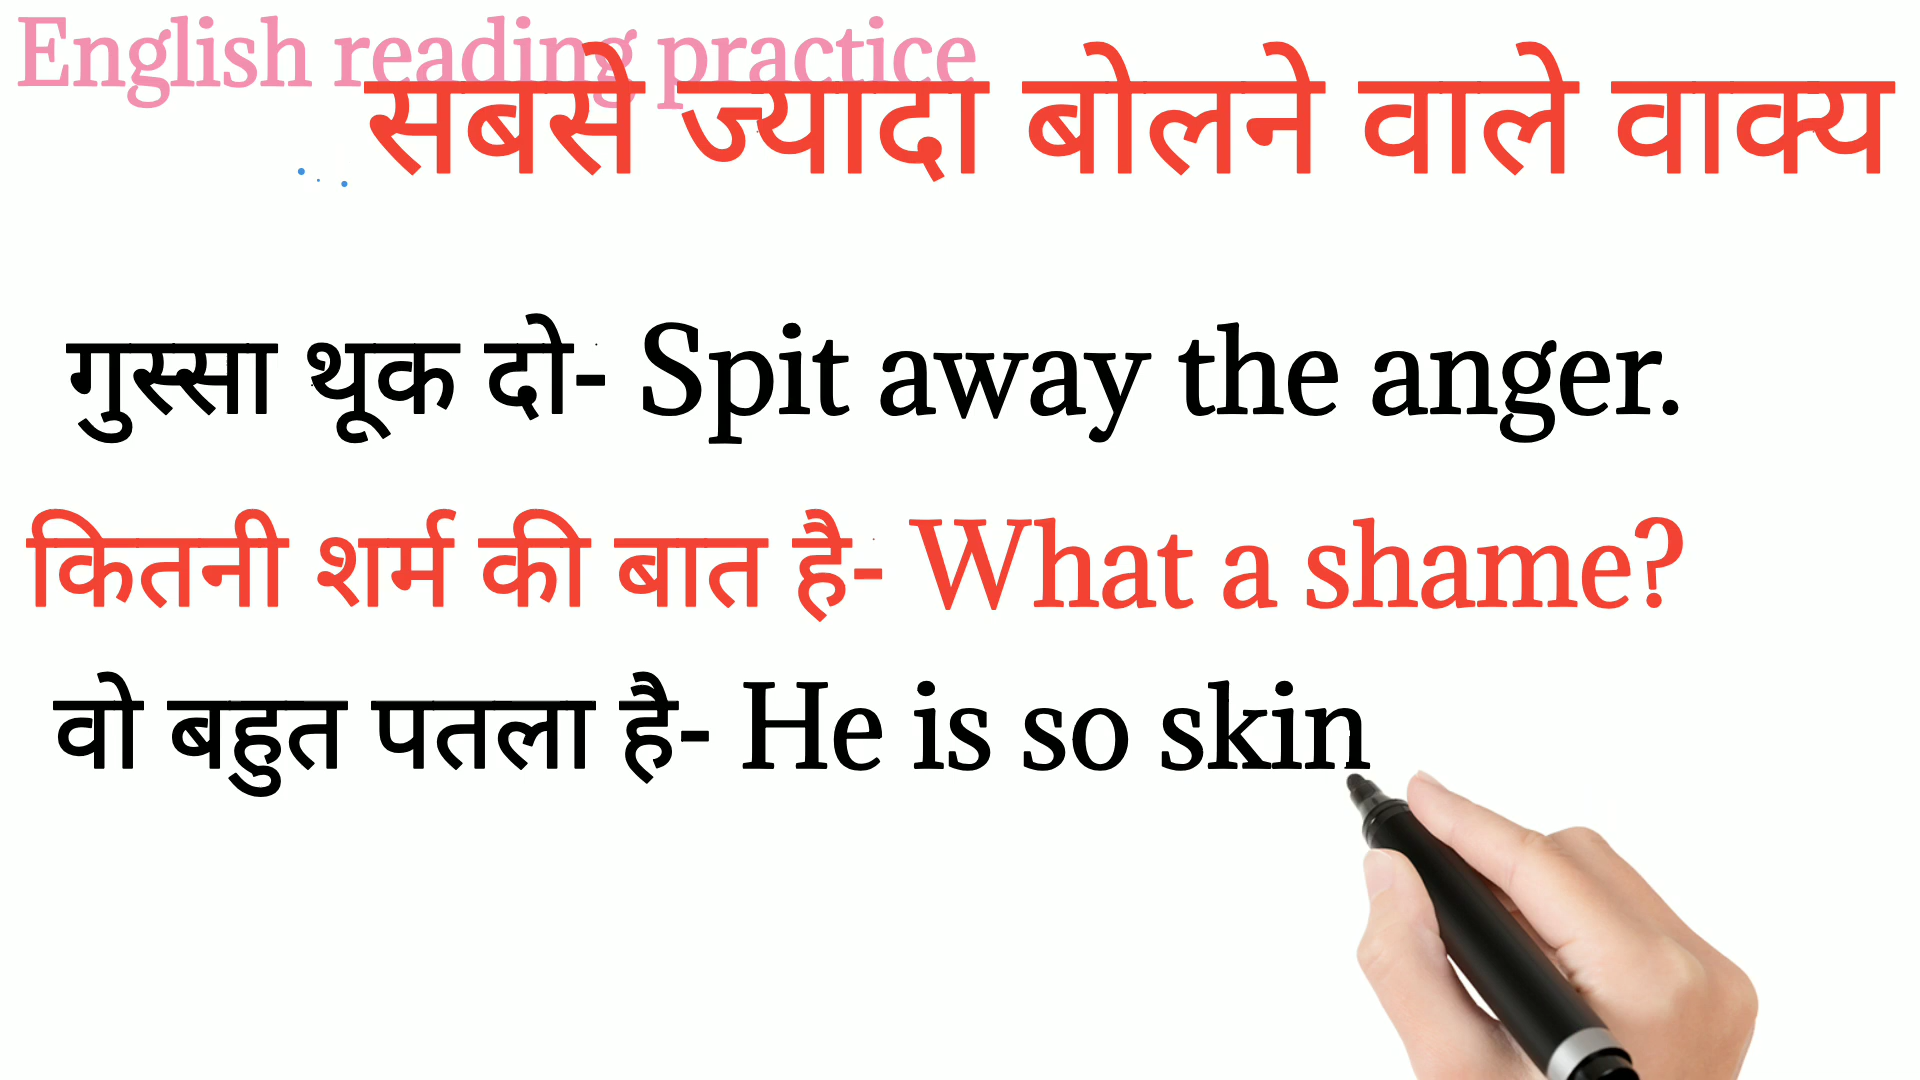 English reading practice
सबसे ज्यादा बोलने वाले वाक्य
गुस्सा थूक दो- Spit away the anger.
कितनी शर्म की बात है- What a shame?
वो बहुत पतला है- He is so skin